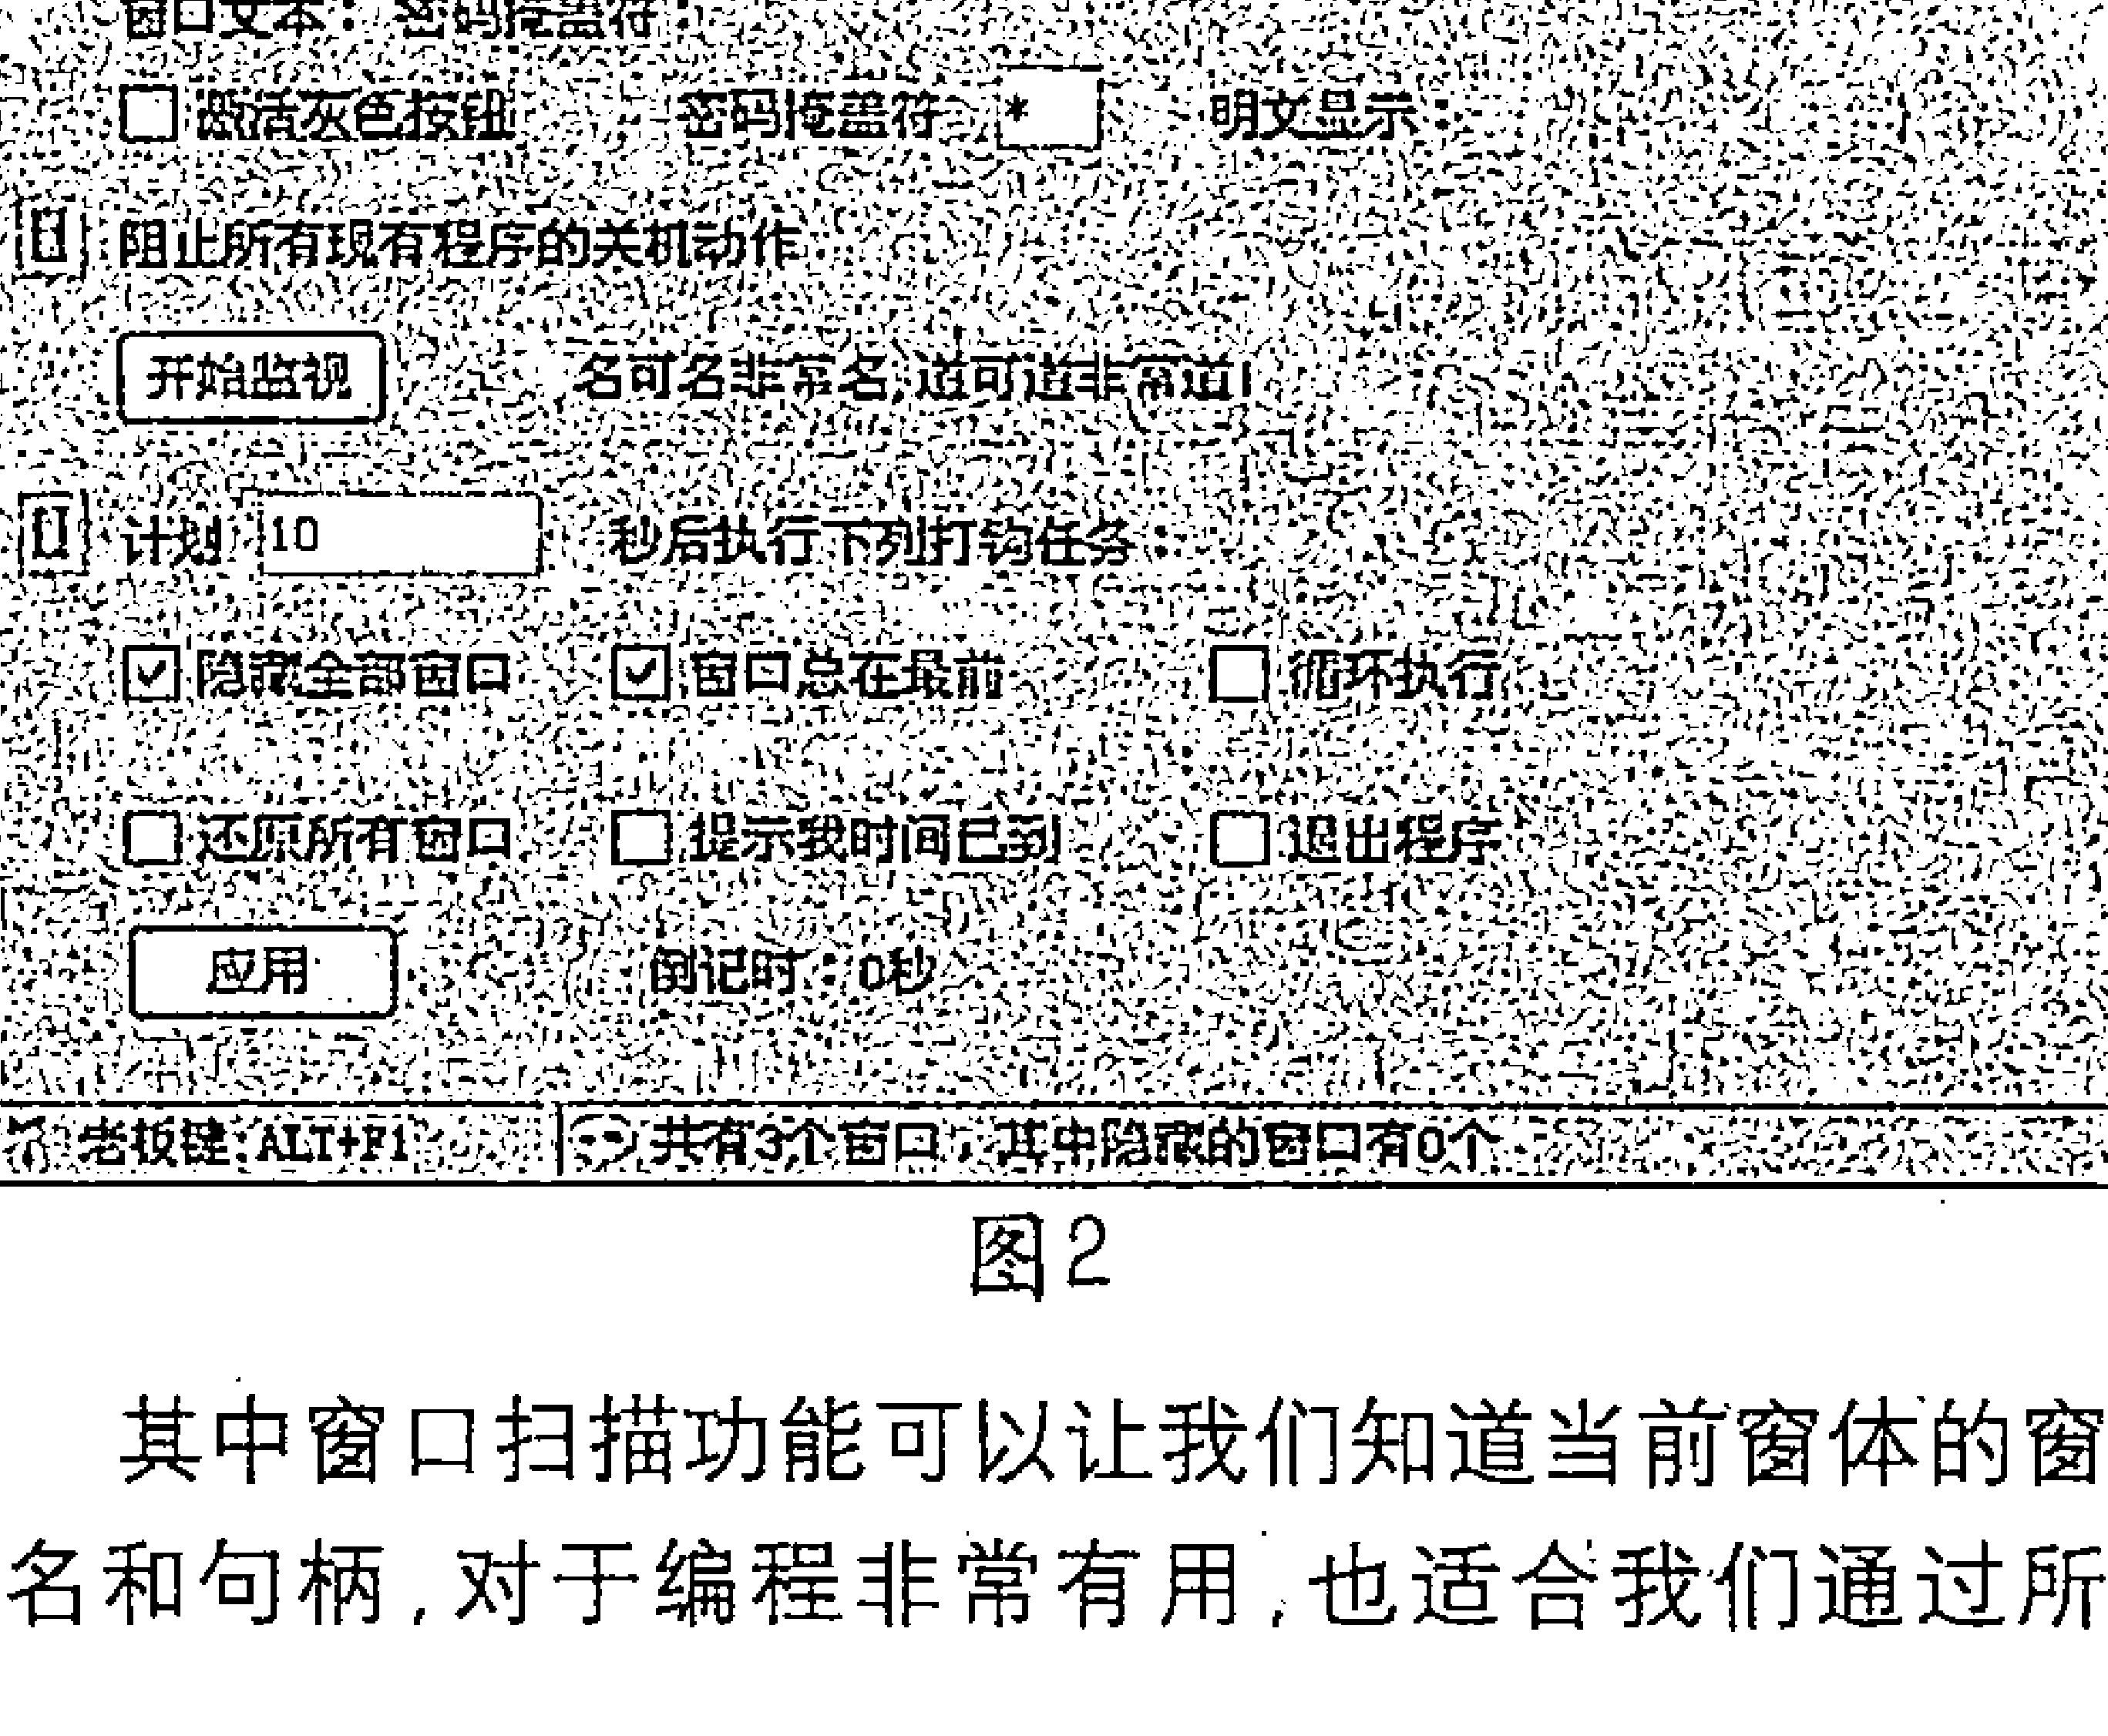 窗口文本： 密码掩盖符：
激活灰色按钮 密码掩盖符 * 明文显示：
阻止所有现有程序的关机动作
开始监视 名可名非常名,道可道非常道!
计划 10 秒后执行下列打钩任务：
隐藏全部窗口 窗口总在最前 循环执行
还原所有窗口 提示我时间已到 退出程序
应用 倒记时：0秒
老板键:ALT+F1 共有3个窗口，其中隐藏的窗口有0个
图2
其中窗口扫描功能可以让我们知道当前窗体的窗
名和句柄,对于编程非常有用,也适合我们通过所